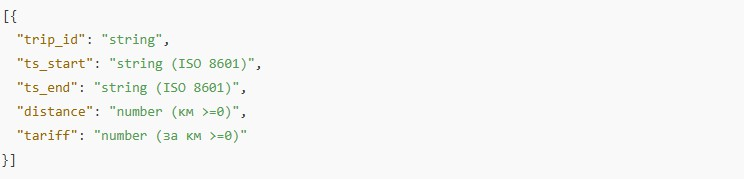 [{
"trip_id": "string",
"ts_start": "string (ISO 8601)",
"ts_end": "string (ISO 8601)",
"distance": "number (км >=0)",
"tariff": "number (за км >=0)"
}]